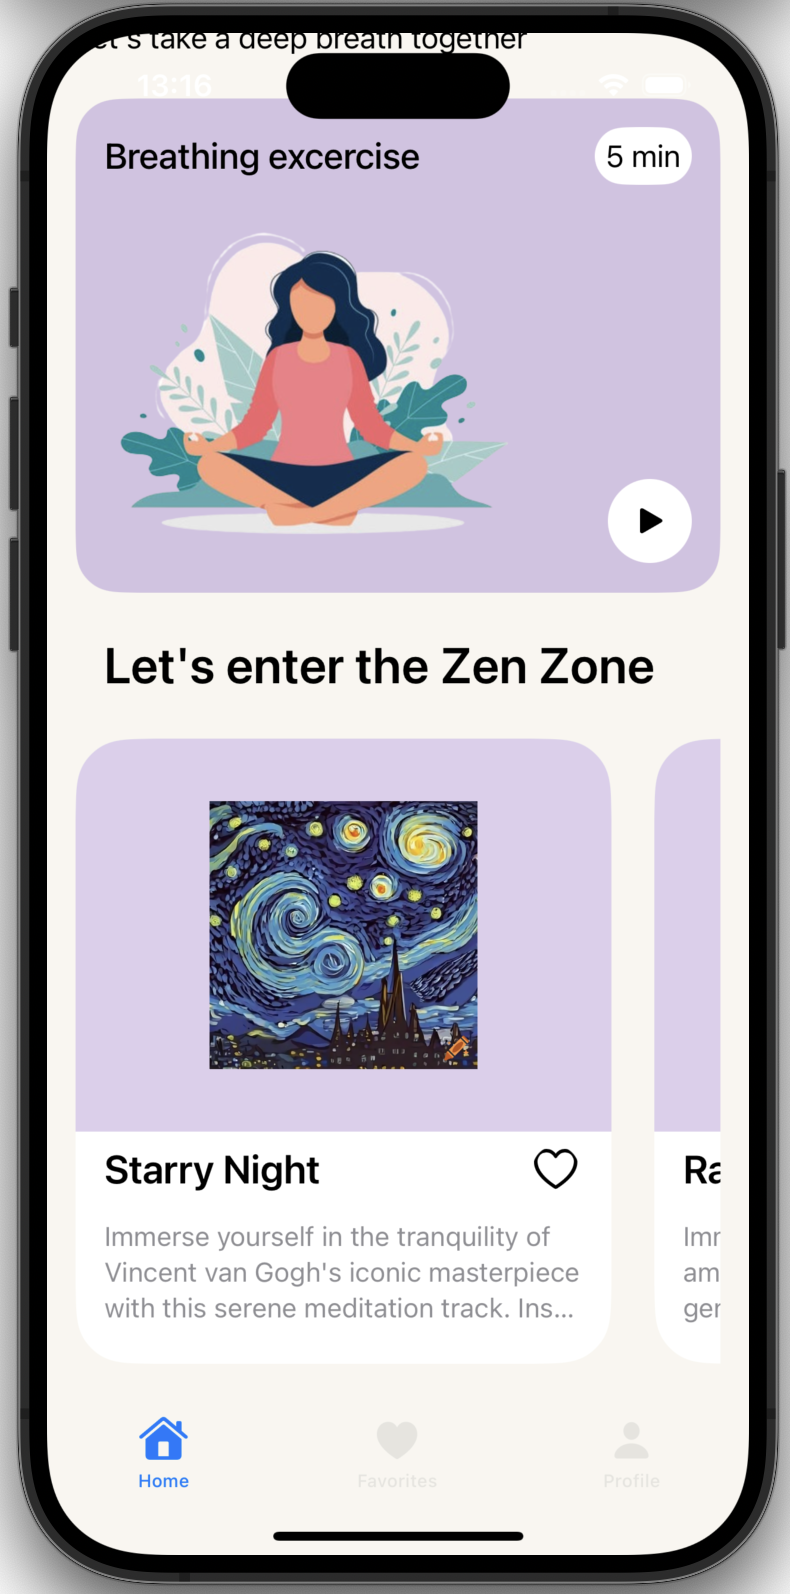 t's take a deep breath together
13:16
Breathing excercise
5 min
Let's enter the Zen Zone
Starry Night
Ra
Immerse yourself in the tranquility of
Vincent van Gogh's iconic masterpiece
with this serene meditation track. Ins...
Imr
am
ger
Home
Favorites
Profile